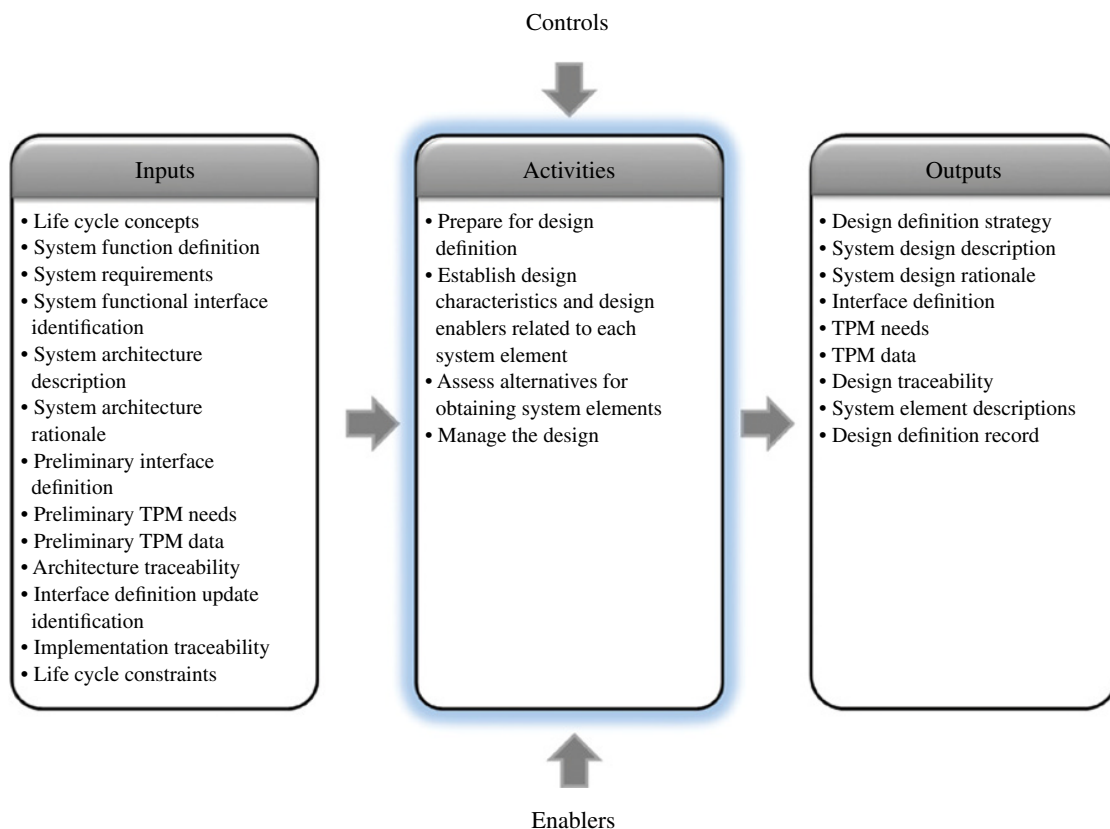 Controls
Inputs
• Life cycle concepts
• System function definition
• System requirements
• System functional interface
identification
• System architecture
description
• System architecture
rationale
• Preliminary interface
definition
• Preliminary TPM needs
• Preliminary TPM data
• Architecture traceability
• Interface definition update
identification
• Implementation traceability
• Life cycle constraints
Activities
• Prepare for design
definition
• Establish design
characteristics and design
enablers related to each
system element
• Assess alternatives for
obtaining system elements
• Manage the design
Outputs
• Design definition strategy
• System design description
• System design rationale
• Interface definition
• TPM needs
• TPM data
• Design traceability
• System element descriptions
• Design definition record
Enablers